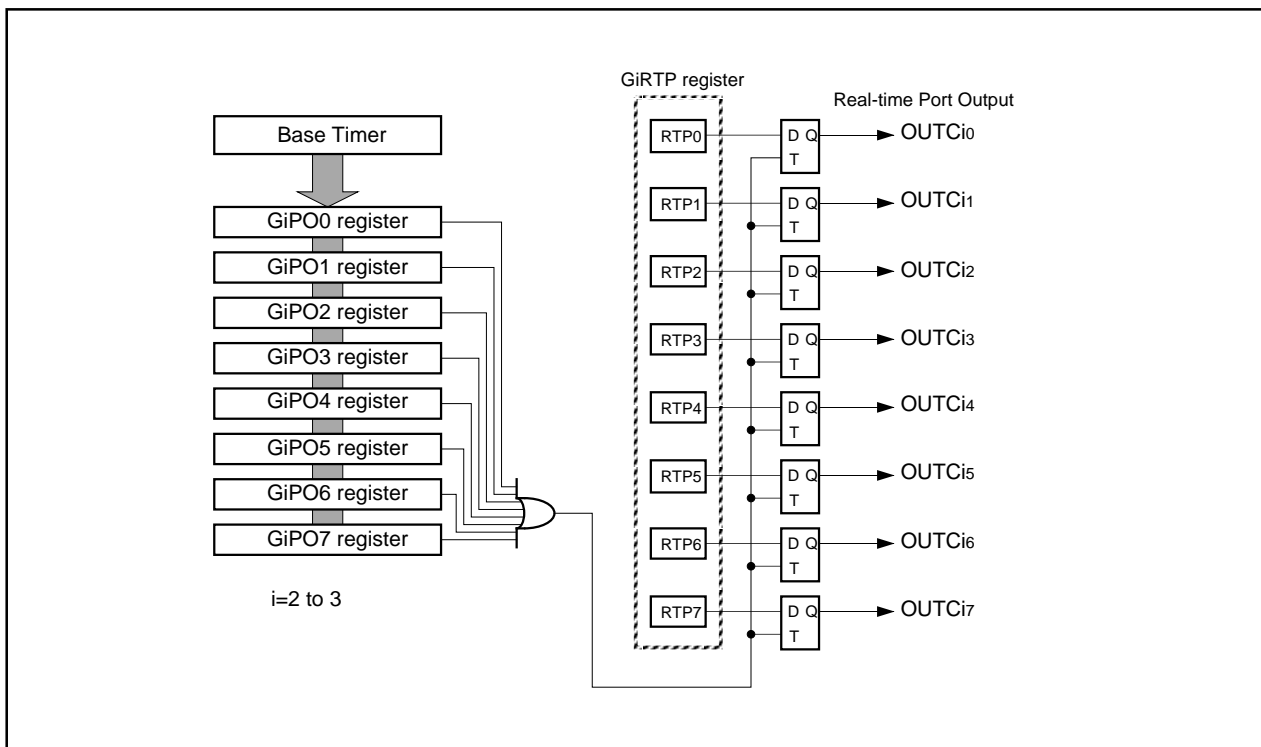 GiRTP register
Real-time Port Output
Base Timer
GiPO0 register
GiPO1 register
GiPO2 register
GiPO3 register
GiPO4 register
GiPO5 register
GiPO6 register
GiPO7 register
i=2 to 3
RTP0
D Q
T
OUTCi0
RTP1
D Q
T
OUTCi1
RTP2
D Q
T
OUTCi2
RTP3
D Q
T
OUTCi3
RTP4
D Q
T
OUTCi4
RTP5
D Q
T
OUTCi5
RTP6
D Q
T
OUTCi6
RTP7
D Q
T
OUTCi7